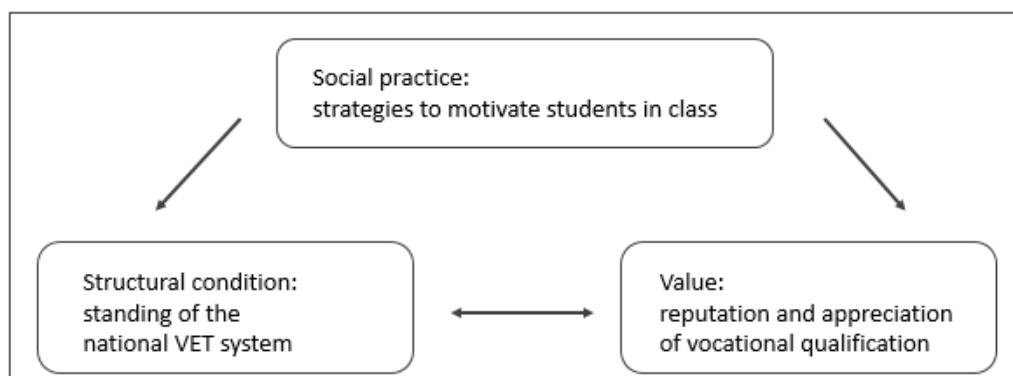 Social practice:
strategies to motivate students in class
Structural condition:
standing of the
national VET system
Value:
reputation and appreciation
of vocational qualification